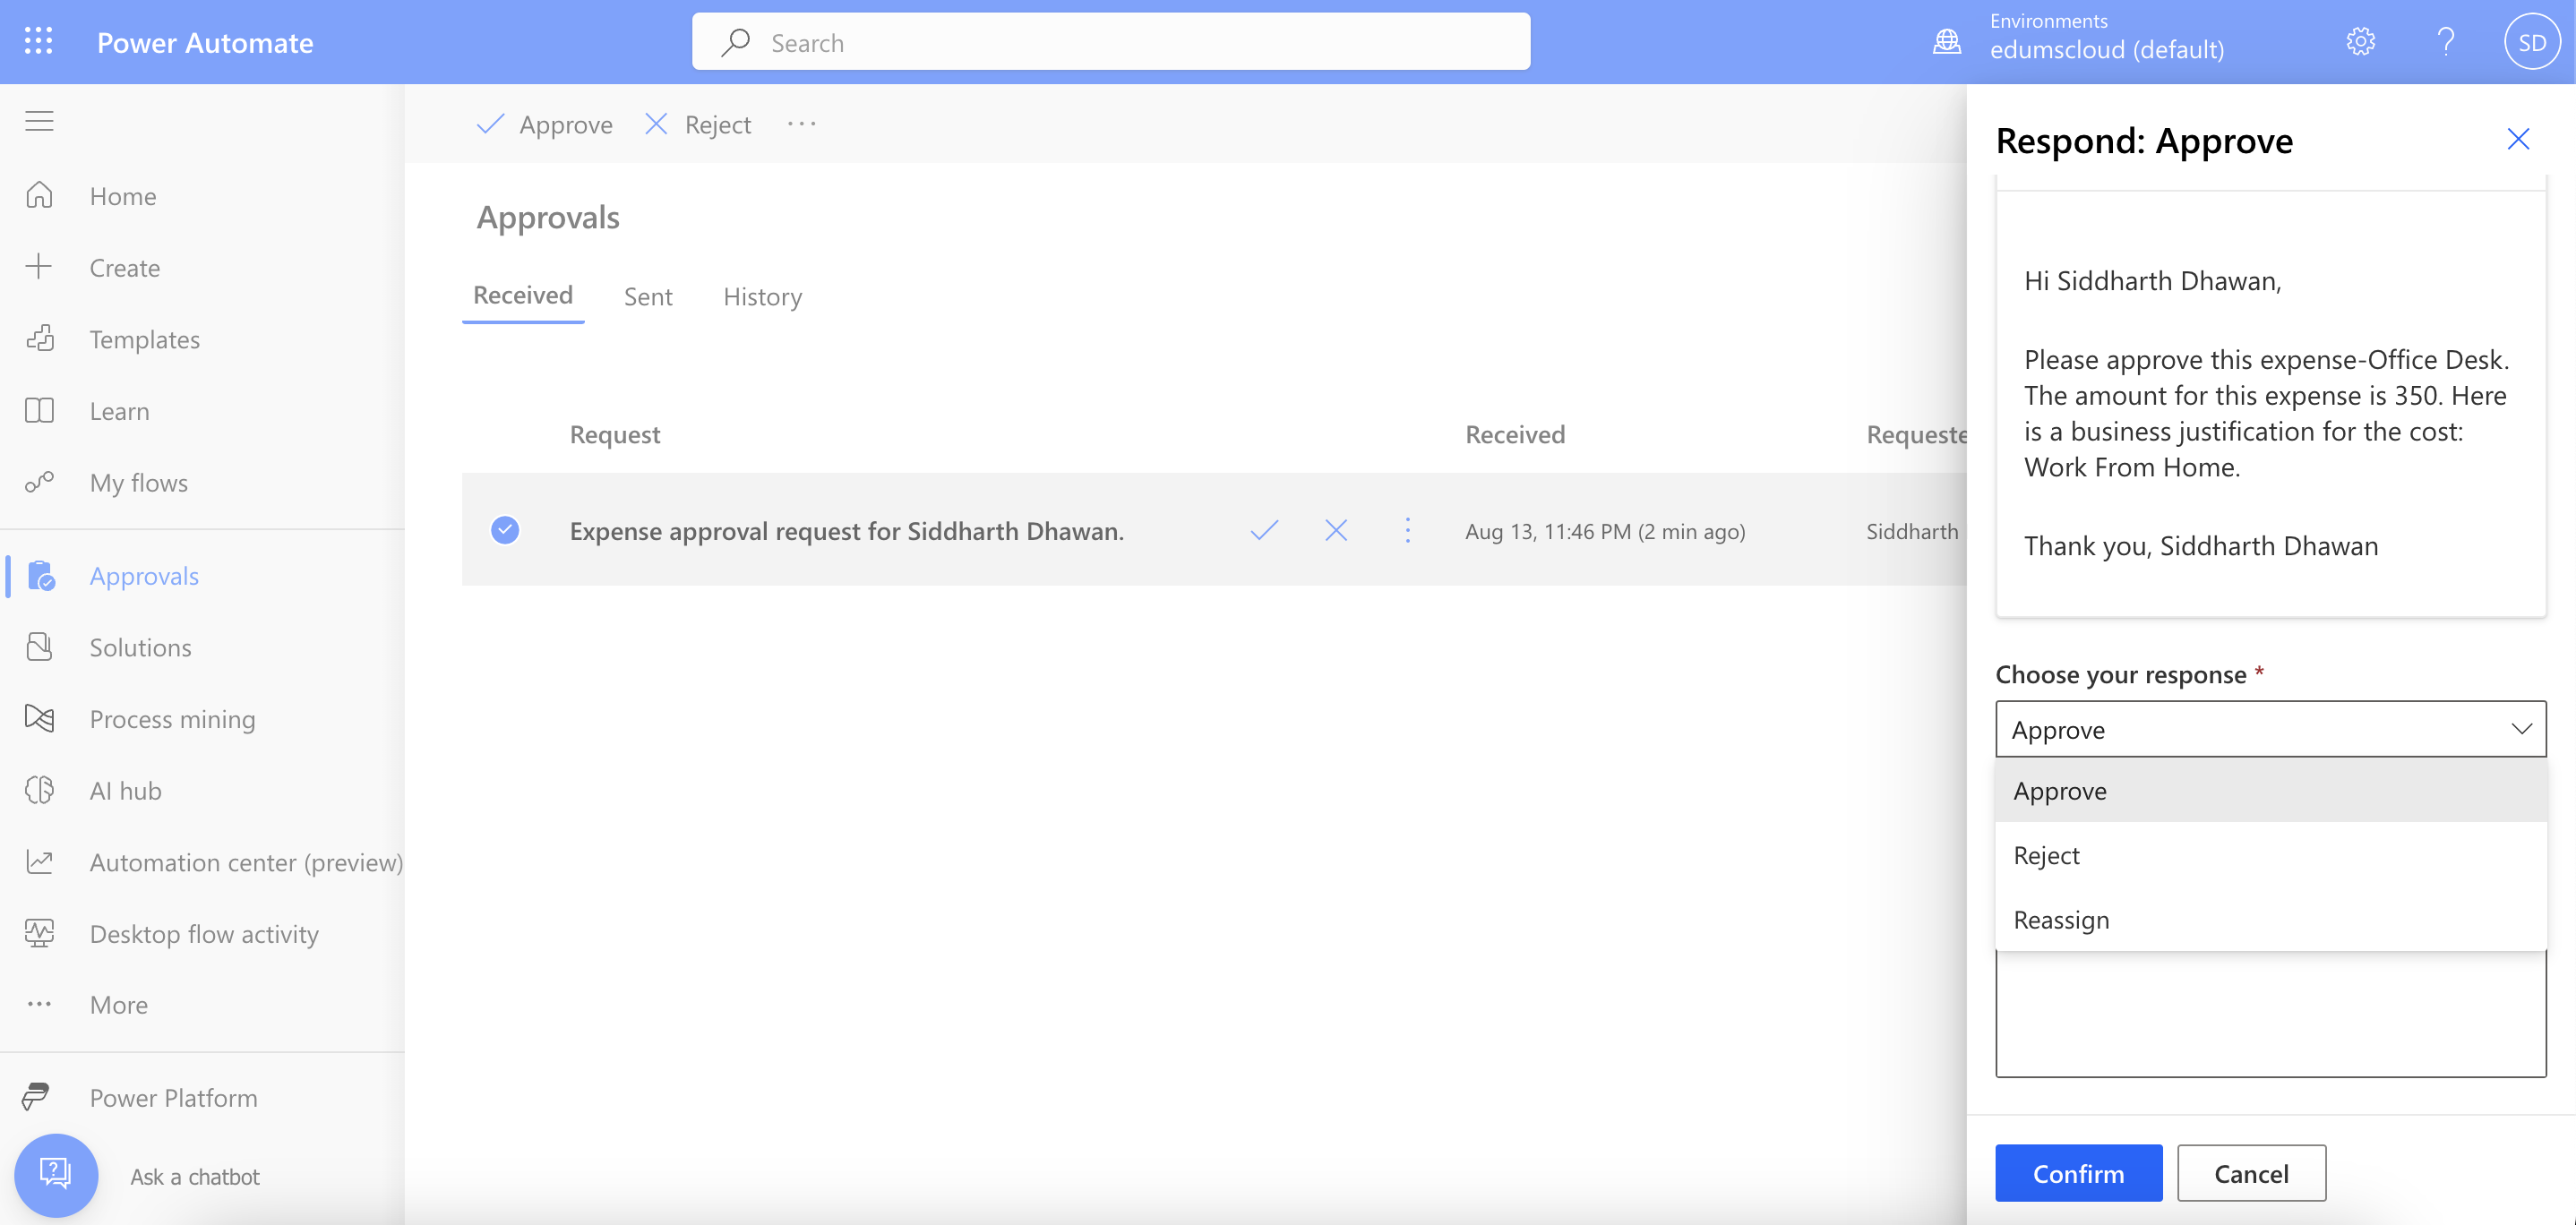 Power Automate
Search
Environments
edumscloud (default)
?
SD
Home
Create
Templates
Learn
My flows
Approvals
Solutions
Process mining
AI hub
Automation center (preview)
Desktop flow activity
More
Power Platform
Ask a chatbot
Approve
Reject
Approvals
Received
Sent
History
Request
Received
Requeste
Expense approval request for Siddharth Dhawan.
Aug 13, 11:46 PM (2 min ago)
Siddharth
Respond: Approve
Hi Siddharth Dhawan,
Please approve this expense-Office Desk.
The amount for this expense is 350. Here
is a business justification for the cost:
Work From Home.
Thank you, Siddharth Dhawan
Choose your response *
Approve
Approve
Reject
Reassign
Confirm
Cancel